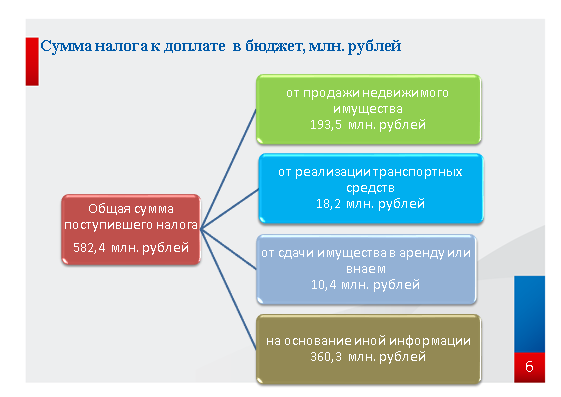 Сумма налога к доплате в бюджет, млн. рублей
Общая сумма
поступившего налога
582,4 млн. рублей
от продажи недвижимого
имущества
193,5 млн. рублей
от реализации транспортных
средств
18,2 млн. рублей
от сдачи имущества в аренду или
внаем
10,4 млн. рублей
на основание иной информации
360,3 млн. рублей
6